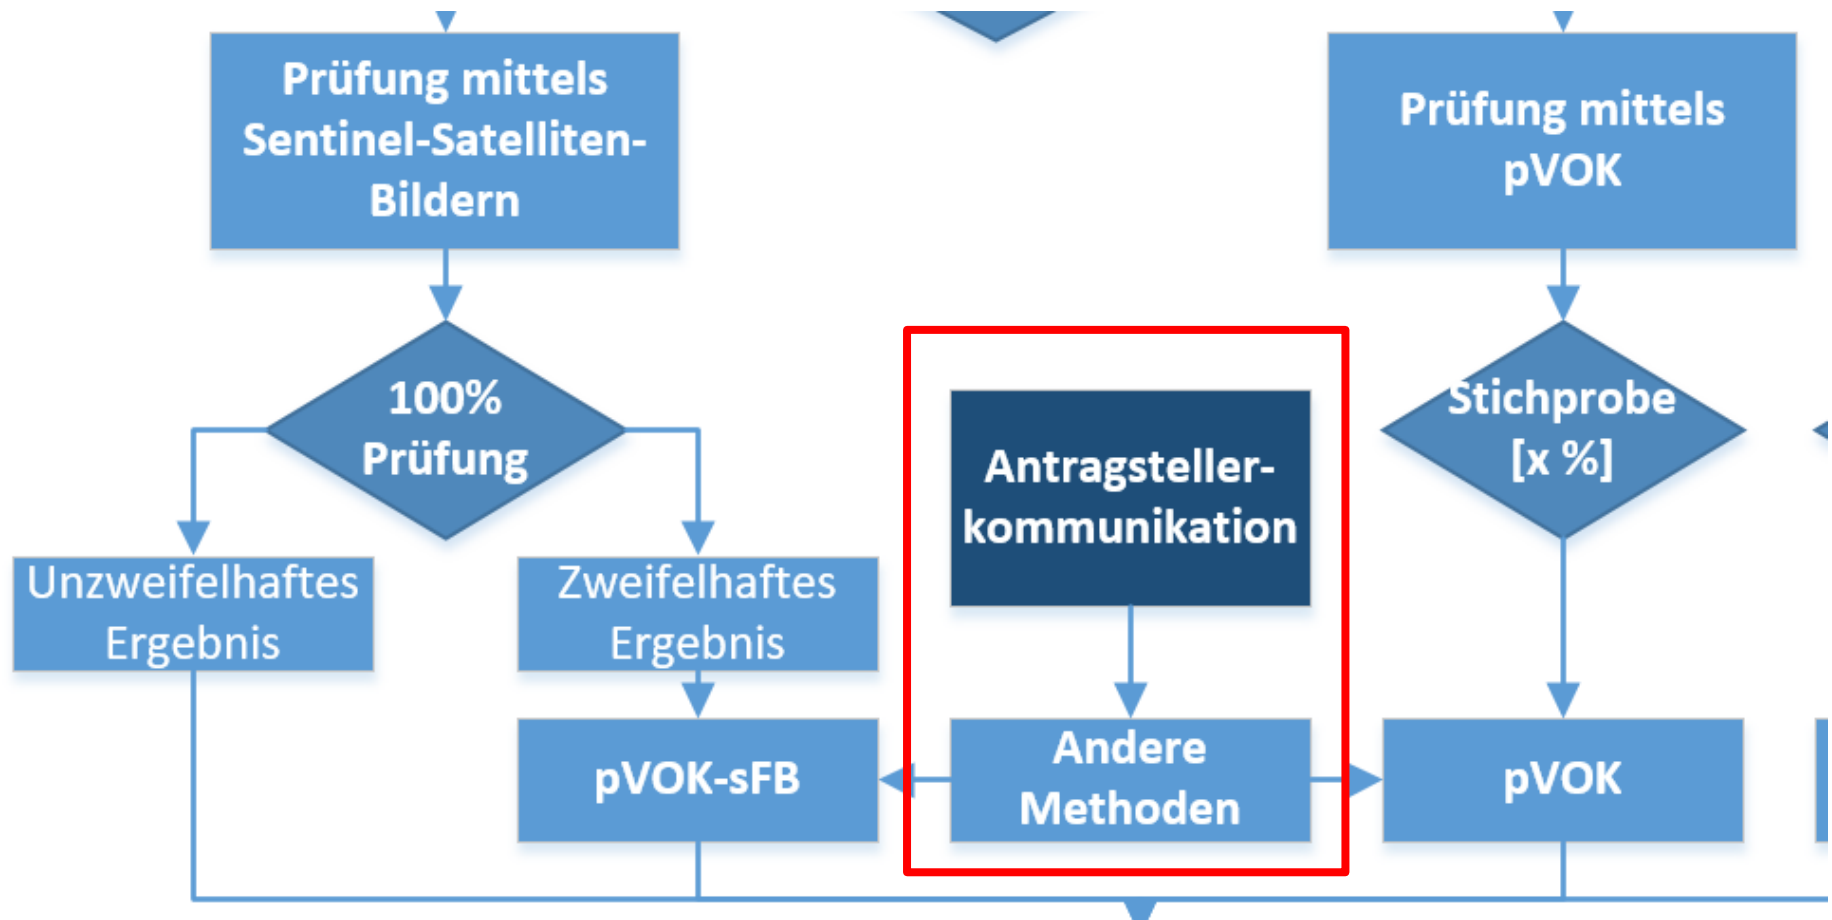 Prüfung mittels
Sentinel-Satelliten-
Bildern
Prüfung mittels
pVOK
100%
Prüfung
Antragsteller-
kommunikation
Stichprobe
[x %]
Unzweifelhaftes
Ergebnis
Zweifelhaftes
Ergebnis
pVOK-sFB
Andere
Methoden
pVOK